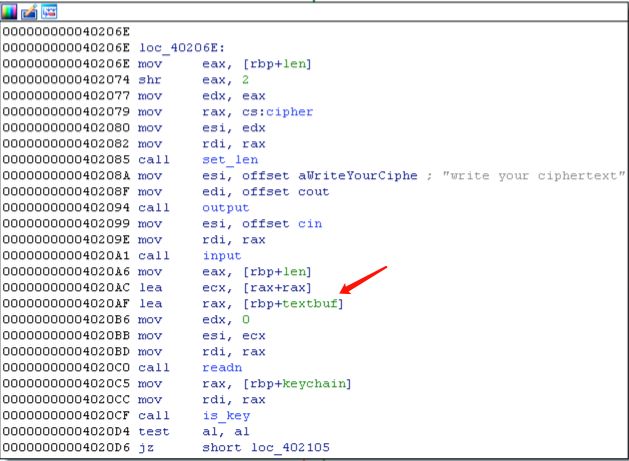 000000000040206E
000000000040206E loc_40206E:
000000000040206E mov eax, [rbp+len]
0000000000402074 shr eax, 2
0000000000402077 mov edx, eax
0000000000402079 mov rax, cs:cipher
0000000000402080 mov esi, edx
0000000000402082 mov rdi, rax
0000000000402085 call set_len
000000000040208A mov esi, offset aWriteYourCiphe ; "write your ciphertext"
000000000040208F mov edi, offset cout
0000000000402094 call output
0000000000402099 mov esi, offset cin
000000000040209E mov rdi, rax
00000000004020A1 call input
00000000004020A6 mov eax, [rbp+len]
00000000004020AC lea ecx, [rax+rax]
00000000004020AF lea rax, [rbp+textbuf]
00000000004020B6 mov edx, 0
00000000004020BB mov esi, ecx
00000000004020BD mov rdi, rax
00000000004020C0 call readn
00000000004020C5 mov rax, [rbp+keychain]
00000000004020CC mov rdi, rax
00000000004020CF call is_key
00000000004020D4 test al, al
00000000004020D6 jz short loc_402105